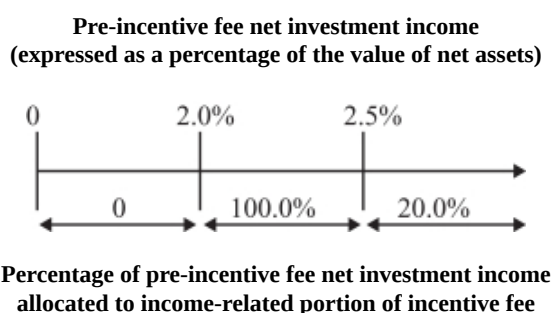 Pre-incentive fee net investment income
(expressed as a percentage of the value of net assets)
0 2.0% 2.5%
0 100.0% 20.0%
Percentage of pre-incentive fee net investment income
allocated to income-related portion of incentive fee